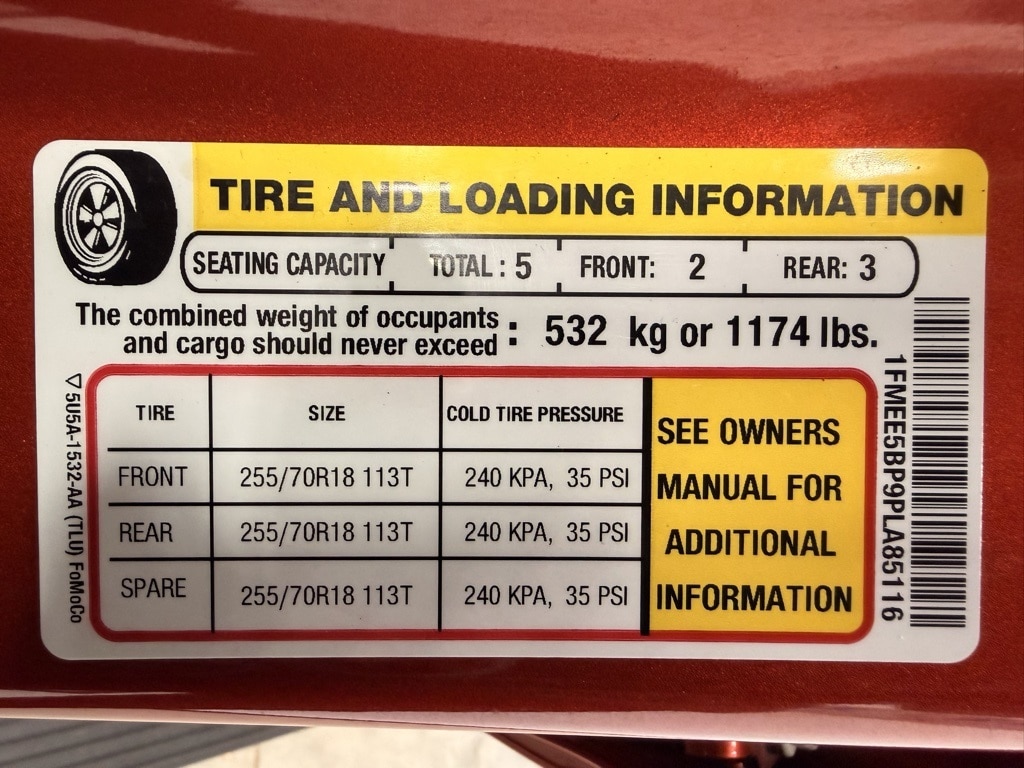 TIRE AND LOADING INFORMATION
SEATING CAPACITY TOTAL : 5 FRONT: 2 REAR: 3
The combined weight of occupants
and cargo should never exceed : 532 kg or 1174 lbs.
TIRE SIZE COLD TIRE PRESSURE
FRONT 255/70R18 113T 240 KPA, 35 PSI
REAR 255/70R18 113T 240 KPA, 35 PSI
SPARE 255/70R18 113T 240 KPA, 35 PSI
SEE OWNERS
MANUAL FOR
ADDITIONAL
INFORMATION
5U5A-1532-AA (TLU) FoMoCo
1FMEE5BP9PLA85116